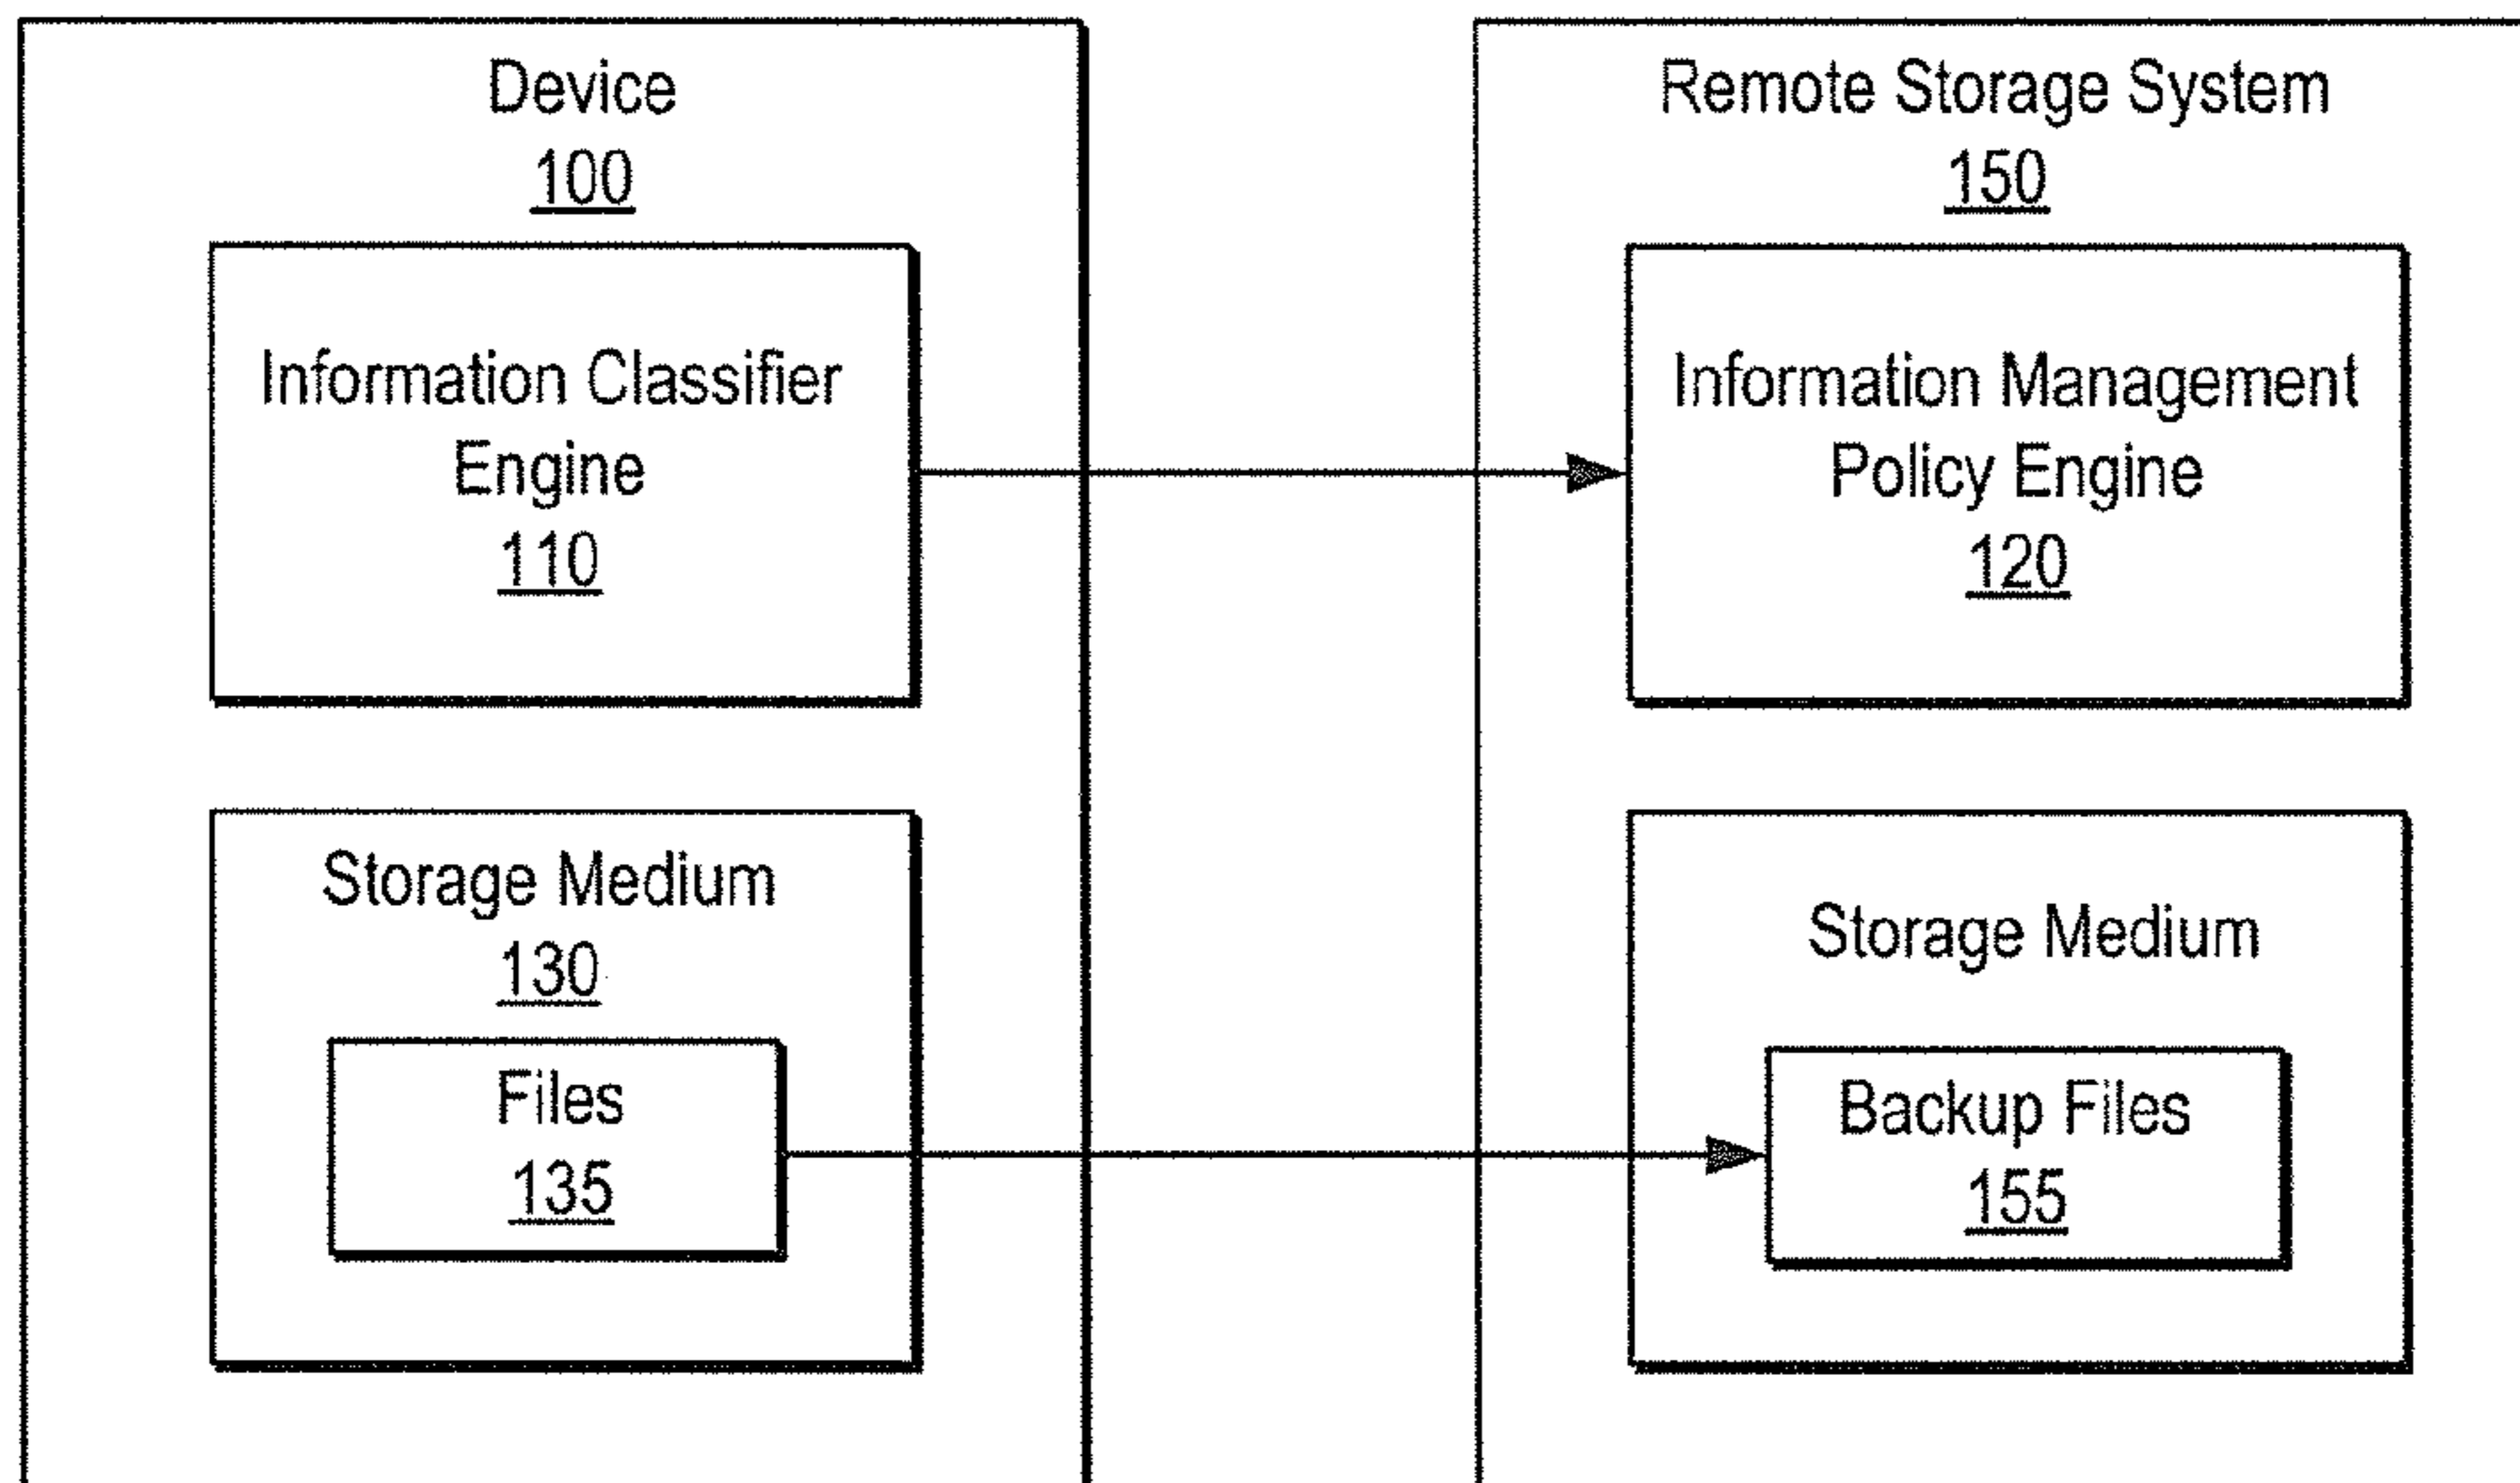 Device
100
Information Classifier
Engine
110
Storage Medium
130
Files
135
Remote Storage System
150
Information Management
Policy Engine
120
Storage Medium
Backup Files
155